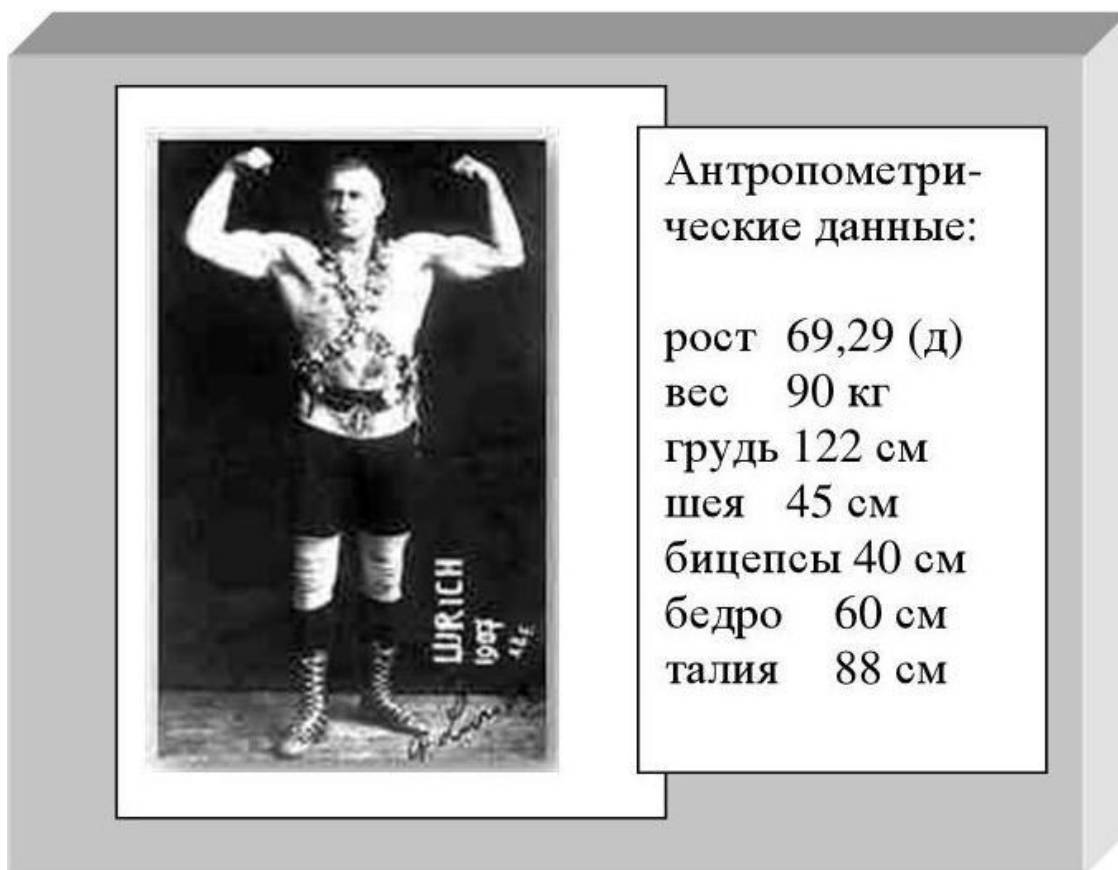 Антропометри-
ческие данные:
рост 69,29 (д)
вес 90 кг
грудь 122 см
шея 45 см
бицепсы 40 см
бедро 60 см
талия 88 см
LURICH
1907